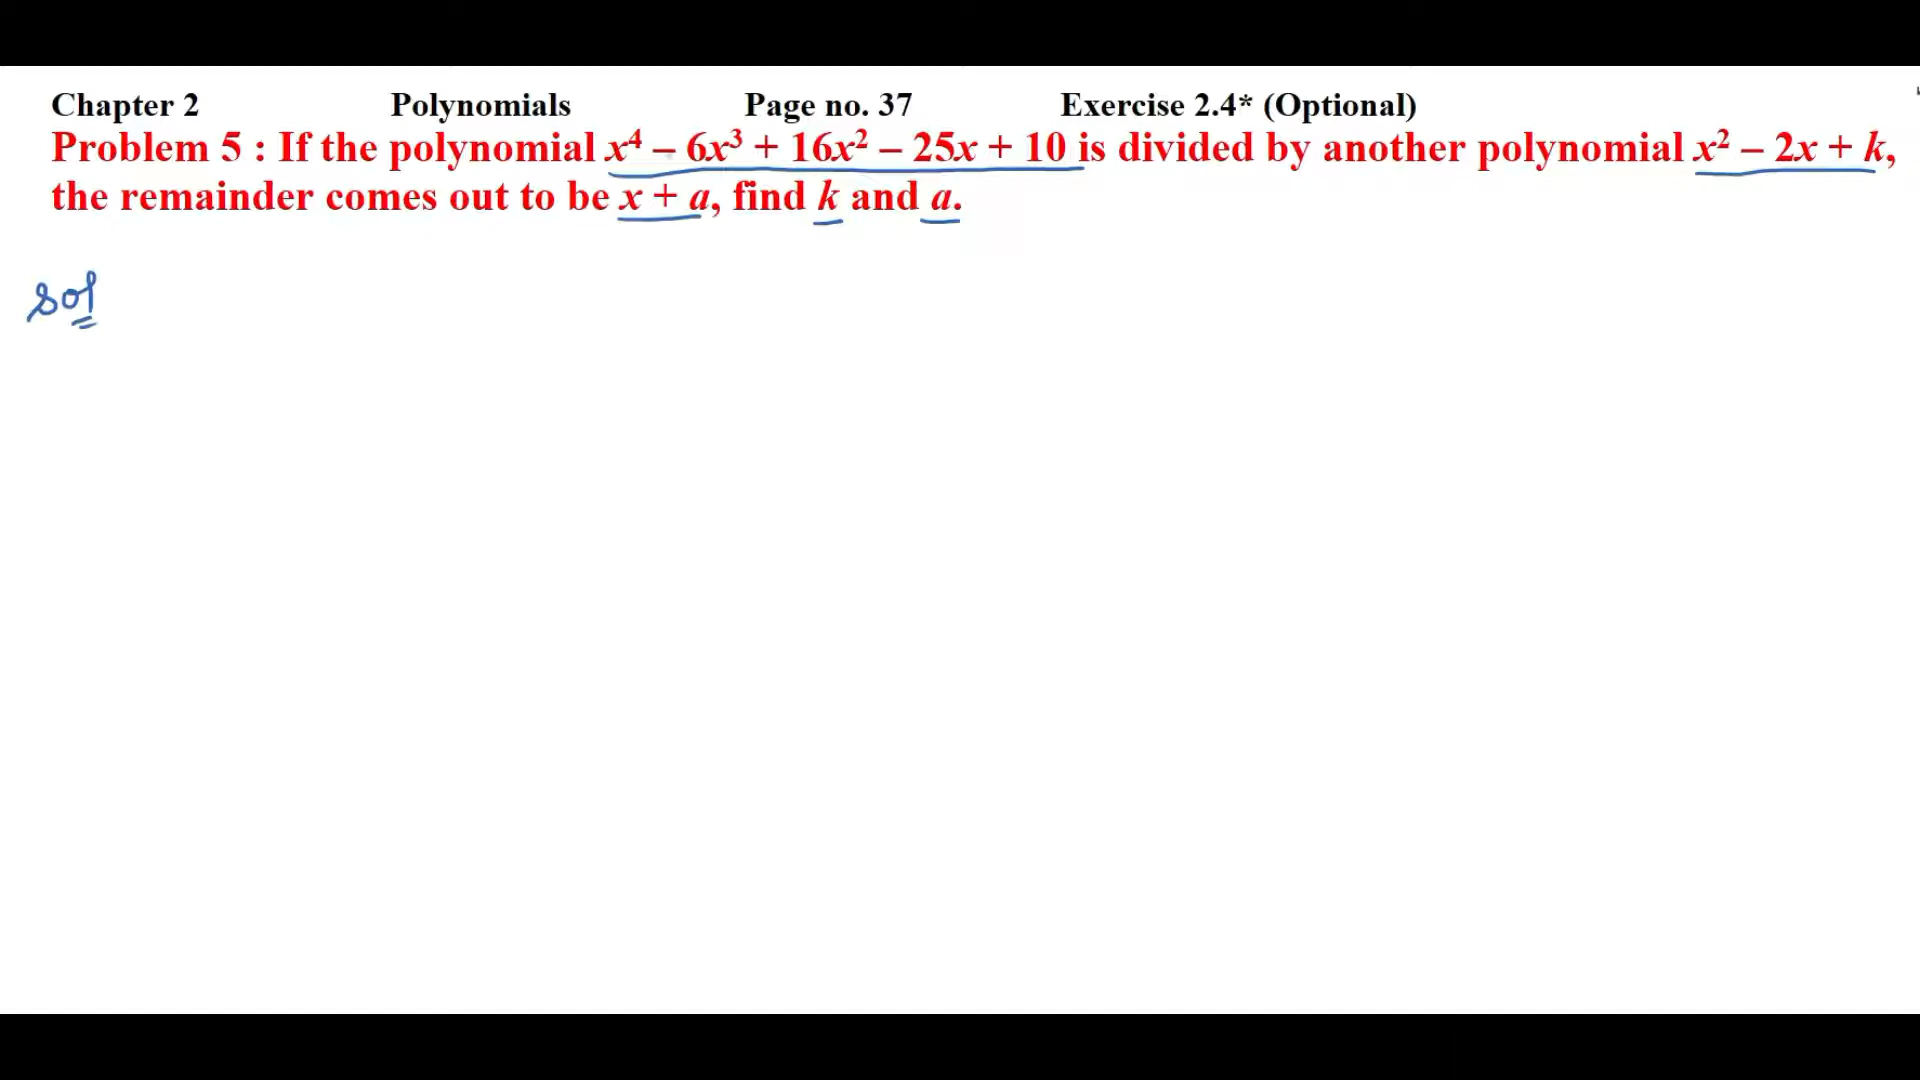 Chapter 2 Polynomials Page no. 37 Exercise 2.4* (Optional)
Problem 5 : If the polynomial x⁴ – 6x³ + 16x² – 25x + 10 is divided by another polynomial x² – 2x + k,
the remainder comes out to be x + a, find k and a.
Sol